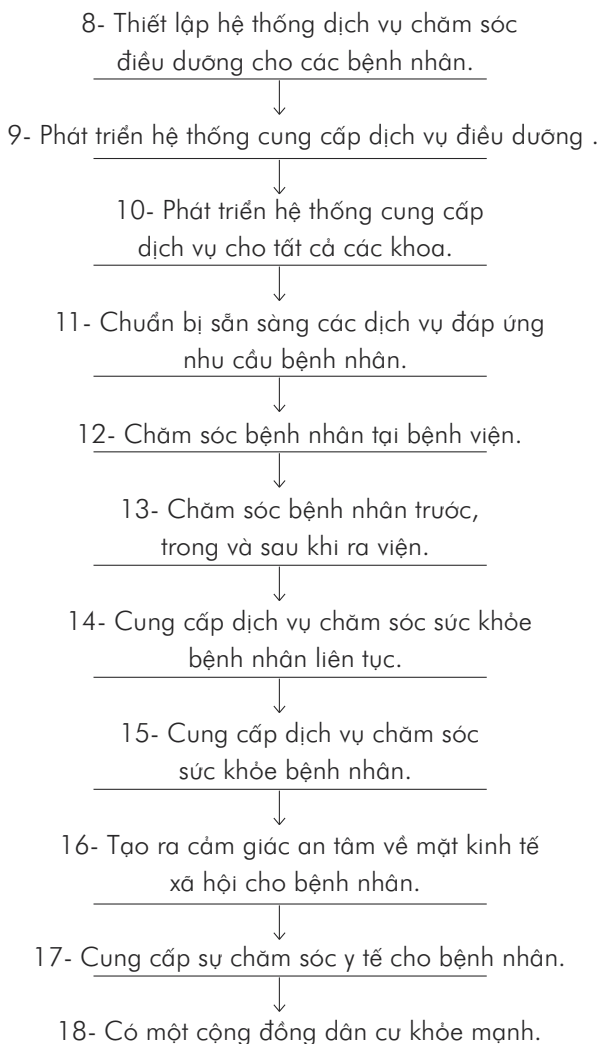 8- Thiết lập hệ thống dịch vụ chăm sóc
điều dưỡng cho các bệnh nhân.
9- Phát triển hệ thống cung cấp dịch vụ điều dưỡng .
10- Phát triển hệ thống cung cấp
dịch vụ cho tất cả các khoa.
11- Chuẩn bị sẵn sàng các dịch vụ đáp ứng
nhu cầu bệnh nhân.
12- Chăm sóc bệnh nhân tại bệnh viện.
13- Chăm sóc bệnh nhân trước,
trong và sau khi ra viện.
14- Cung cấp dịch vụ chăm sóc sức khỏe
bệnh nhân liên tục.
15- Cung cấp dịch vụ chăm sóc
sức khỏe bệnh nhân.
16- Tạo ra cảm giác an tâm về mặt kinh tế
xã hội cho bệnh nhân.
17- Cung cấp sự chăm sóc y tế cho bệnh nhân.
18- Có một cộng đồng dân cư khỏe mạnh.